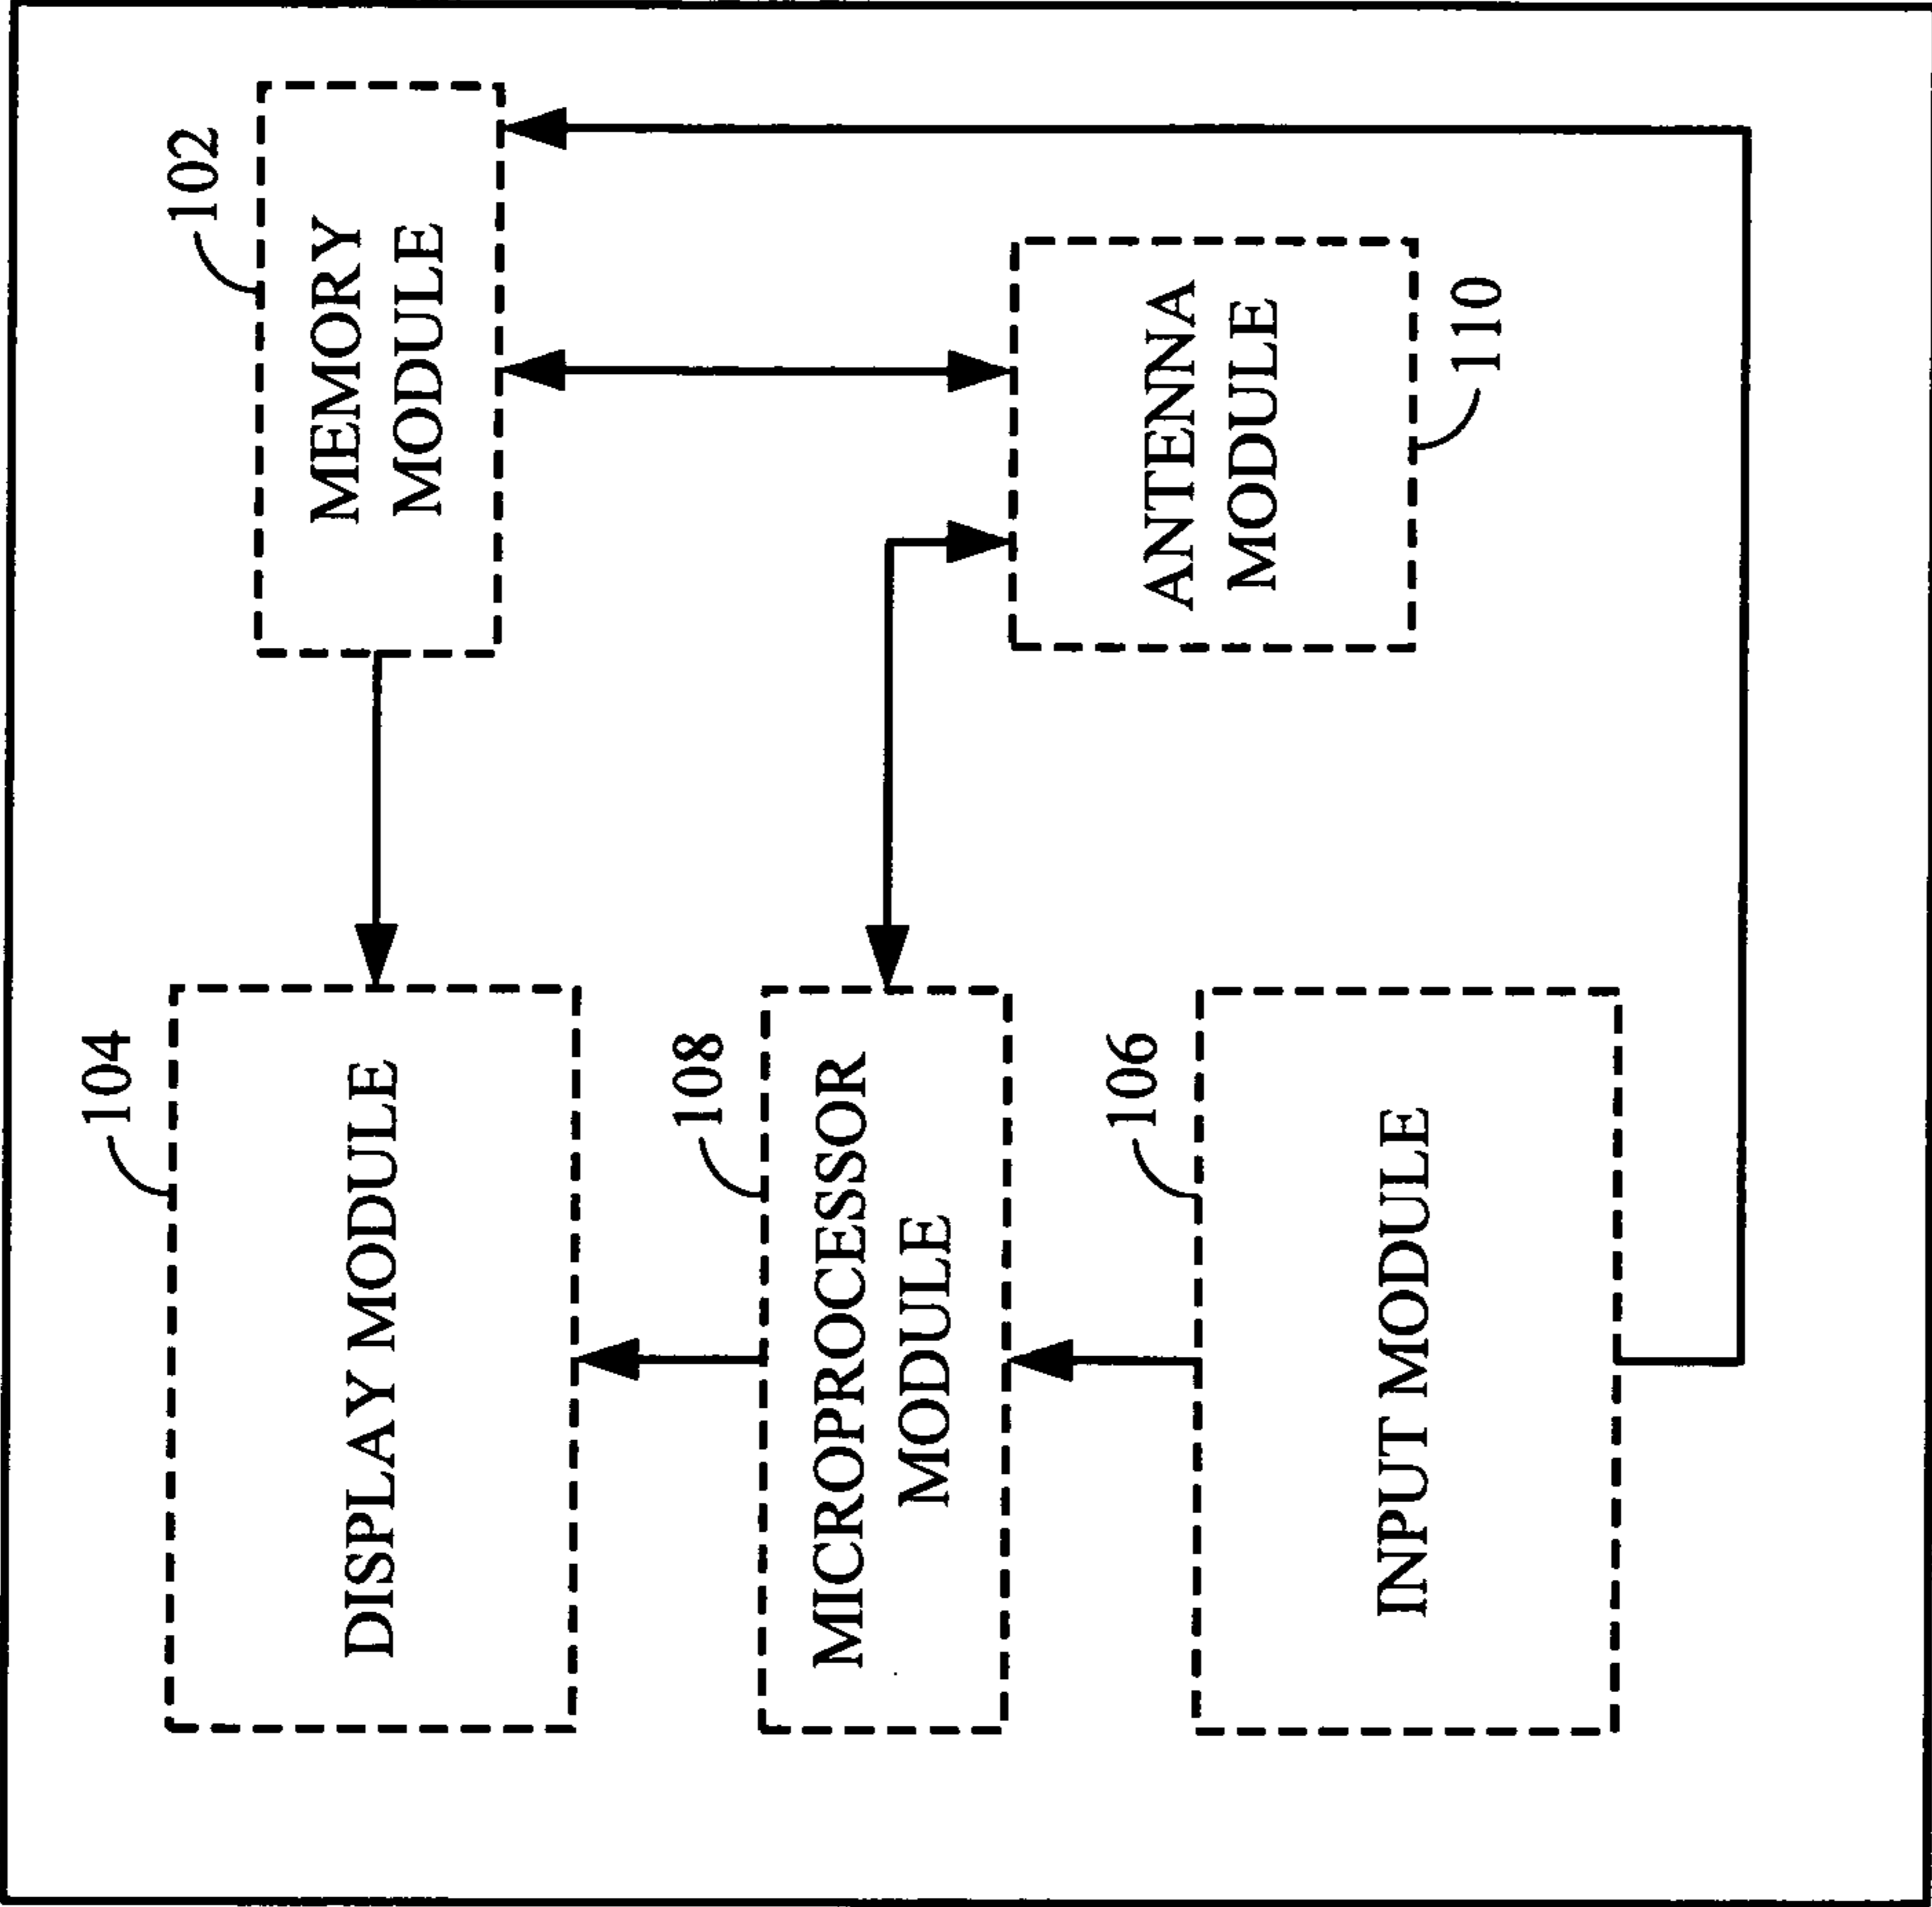 104
DISPLAY MODULE
102
MEMORY
MODULE
108
MICROPROCESSOR
MODULE
ANTENNA
MODULE
110
106
INPUT MODULE